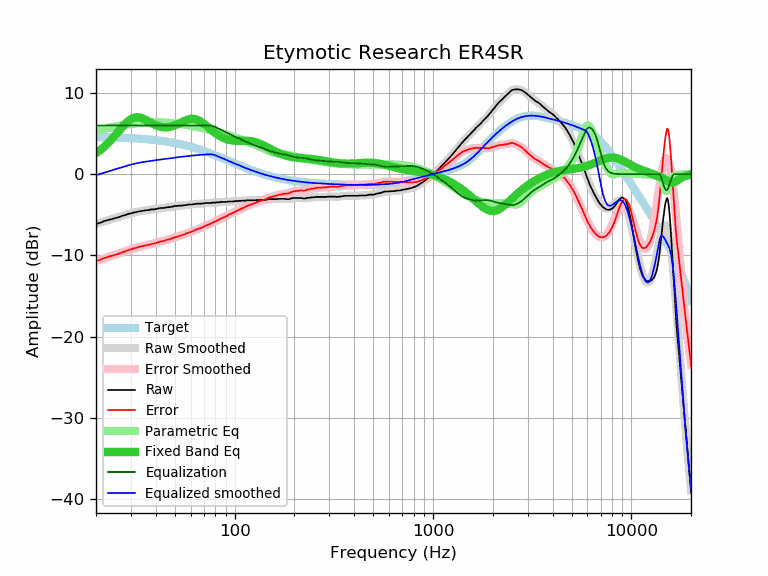 Etymotic Research ER4SR
10
0
−10
−20
−30
−40
Amplitude (dBr)
Target
Raw Smoothed
Error Smoothed
Raw
Error
Parametric Eq
Fixed Band Eq
Equalization
Equalized smoothed
100
1000
10000
Frequency (Hz)